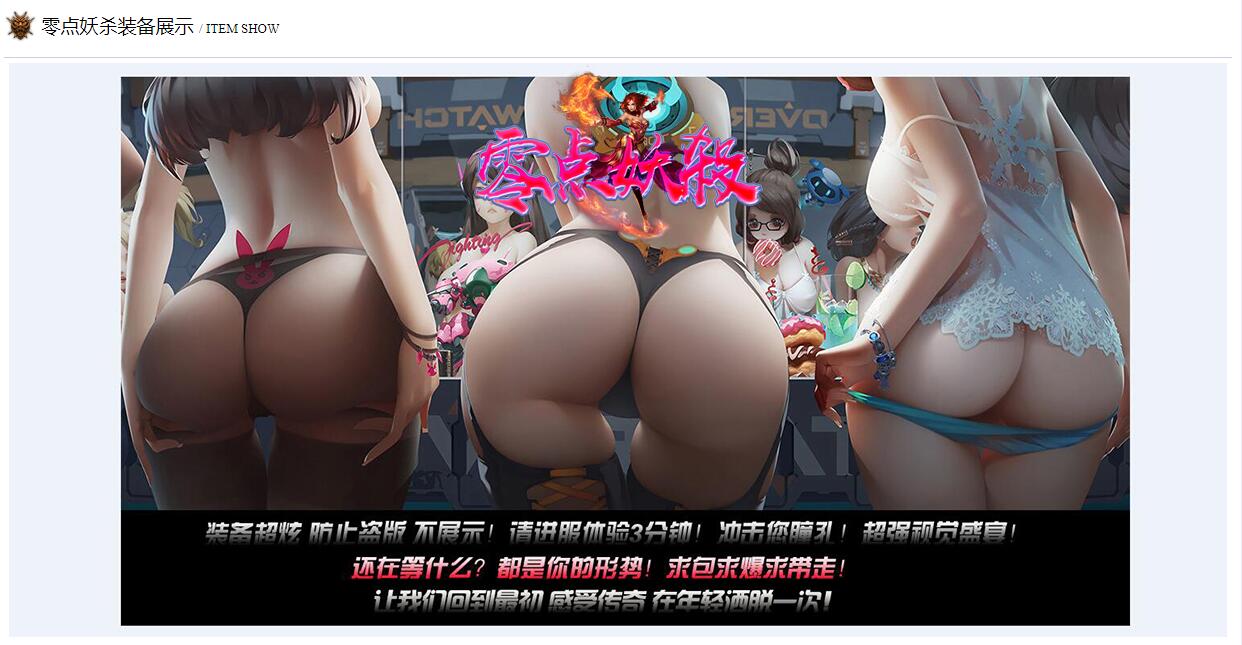 零点妖杀装备展示 / ITEM SHOW
OVERWATCH
零点妖杀
Fighting
装备超炫 防止盗版 不展示！请进服体验3分钟！冲击您瞳孔！超强视觉盛宴！
还在等什么？都是你的形势！求包求爆求带走！
让我们回到最初 感受传奇 在年轻洒脱一次!